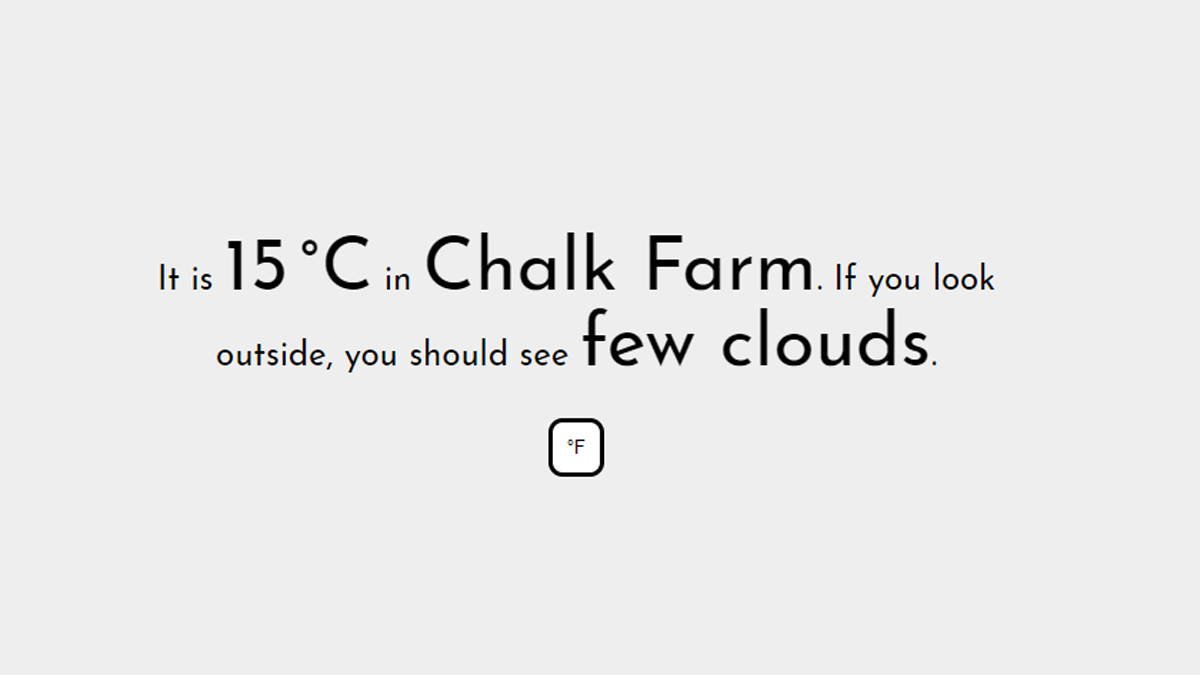 It is 15 °C in Chalk Farm. If you look
outside, you should see few clouds.
°F